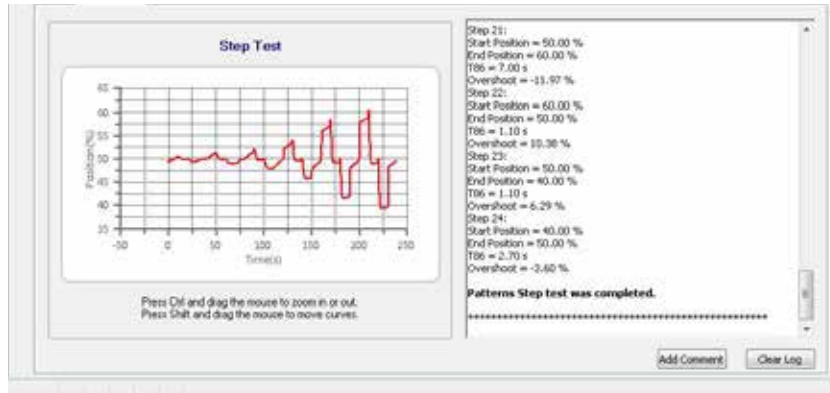 Step Test
65
60
55
50
45
40
35
Position(%)
-50 0 50 100 150 200 250
Time(s)
Press Ctrl and drag the mouse to zoom in or out.
Press Shift and drag the mouse to move curves.
Step 21:
Start Position = 50.00 %
End Position = 60.00 %
T86 = 7.00 s
Overshoot = -11.97 %
Step 22:
Start Position = 60.00 %
End Position = 50.00 %
T86 = 1.10 s
Overshoot = 10.38 %
Step 23:
Start Position = 50.00 %
End Position = 40.00 %
T86 = 1.10 s
Overshoot = 6.29 %
Step 24:
Start Position = 40.00 %
End Position = 50.00 %
T86 = 2.70 s
Overshoot = -3.60 %
Patterns Step test was completed.
Add Comment
Clear Log